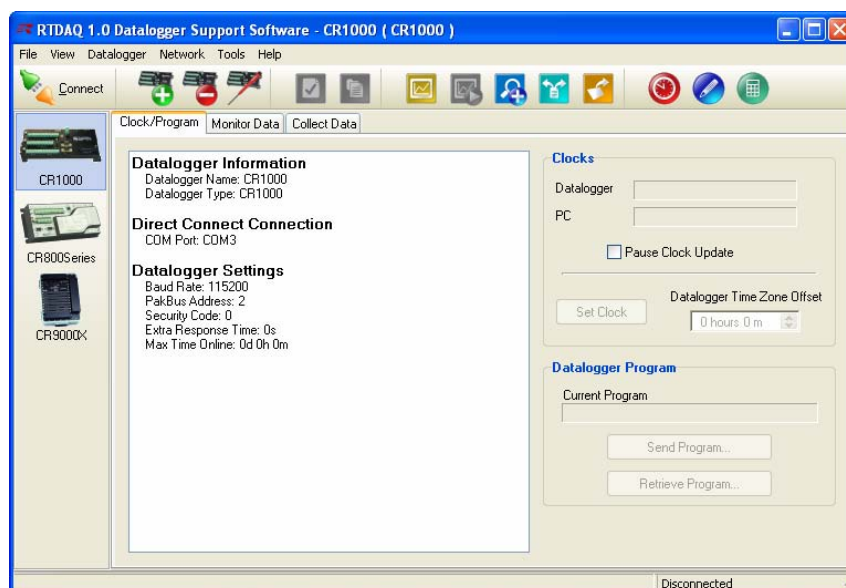 RTDAQ 1.0 Datalogger Support Software - CR1000 ( CR1000 )
File View Datalogger Network Tools Help
Connect
Clock/Program Monitor Data Collect Data
CR1000
CR800Series
CR9000X
Datalogger Information
Datalogger Name: CR1000
Datalogger Type: CR1000
Direct Connect Connection
COM Port: COM3
Datalogger Settings
Baud Rate: 115200
PakBus Address: 2
Security Code: 0
Extra Response Time: 0s
Max Time Online: 0d 0h 0m
Clocks
Datalogger
PC
Pause Clock Update
Datalogger Time Zone Offset
Set Clock
0 hours 0 m
Datalogger Program
Current Program
Send Program...
Retrieve Program...
Disconnected